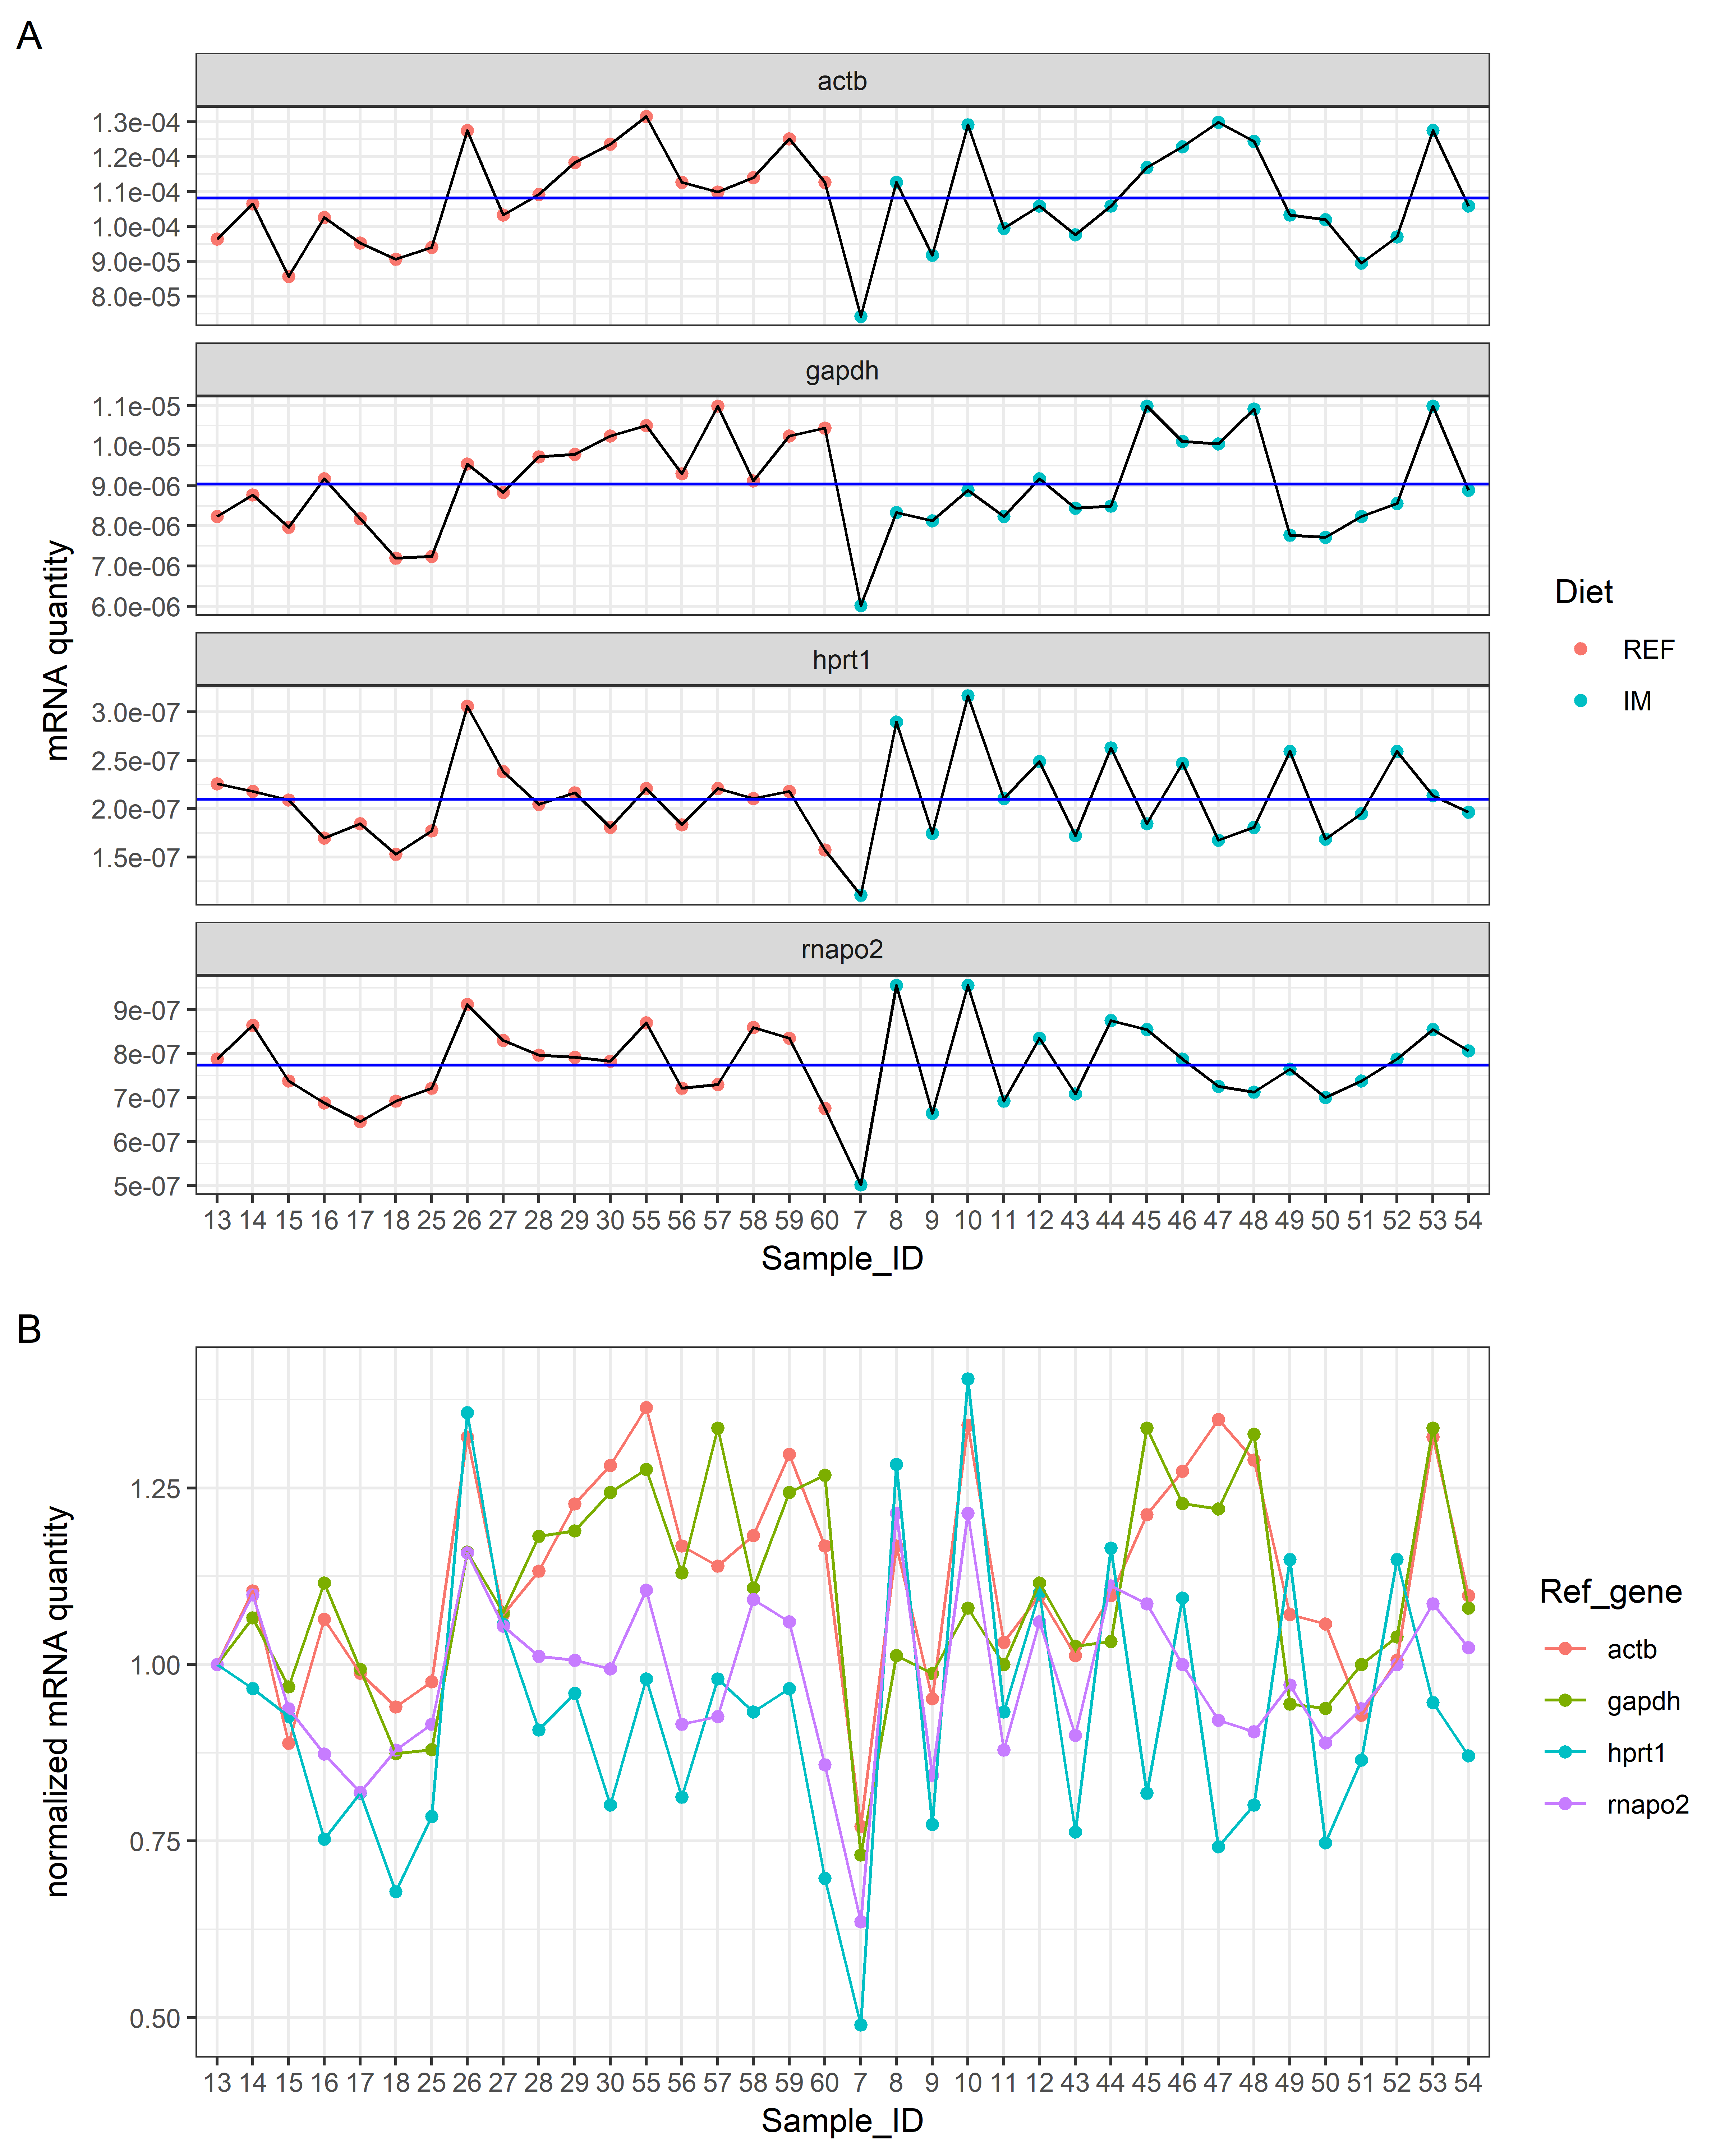 A
actb
1.3e-04
1.2e-04
1.1e-04
1.0e-04
9.0e-05
8.0e-05
gapdh
1.1e-05
1.0e-05
9.0e-06
8.0e-06
7.0e-06
6.0e-06
hprt1
3.0e-07
2.5e-07
2.0e-07
1.5e-07
rnapo2
9e-07
8e-07
7e-07
6e-07
5e-07
mRNA quantity
13 14 15 16 17 18 25 26 27 28 29 30 55 56 57 58 59 60 7 8 9 10 11 12 43 44 45 46 47 48 49 50 51 52 53 54
Sample_ID
Diet
REF
IM
B
1.25
1.00
0.75
0.50
normalized mRNA quantity
13 14 15 16 17 18 25 26 27 28 29 30 55 56 57 58 59 60 7 8 9 10 11 12 43 44 45 46 47 48 49 50 51 52 53 54
Sample_ID
Ref_gene
actb
gapdh
hprt1
rnapo2